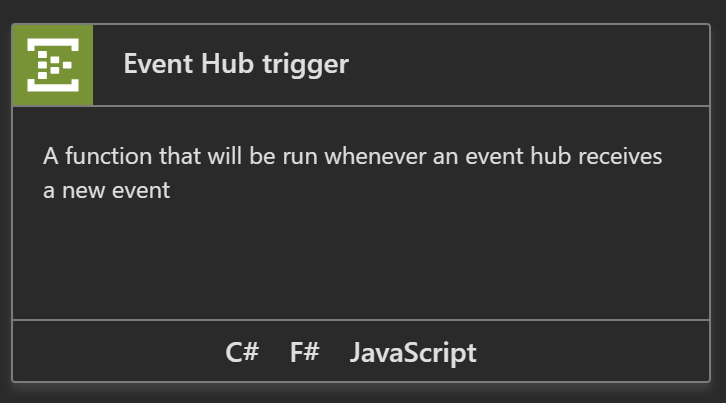 Event Hub trigger
A function that will be run whenever an event hub receives
a new event
C# F# JavaScript